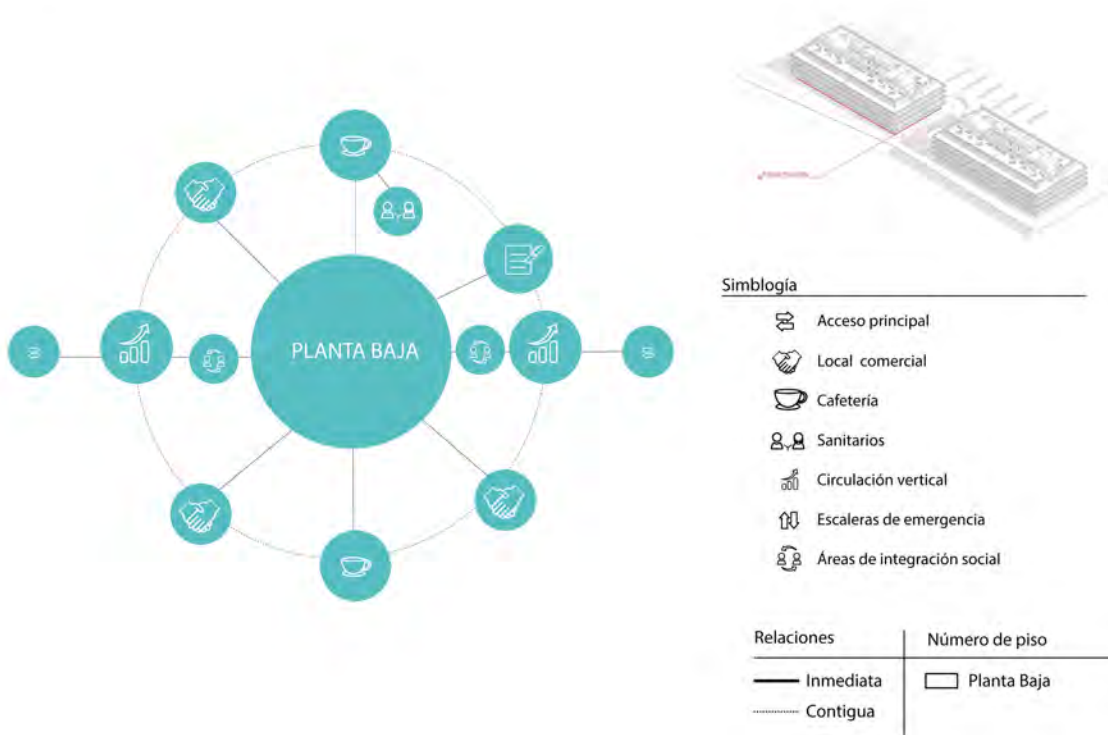 PLANTA BAJA
Simblogía
Acceso principal
Local comercial
Cafetería
Sanitarios
Circulación vertical
Escaleras de emergencia
Áreas de integración social
Relaciones
Número de piso
Inmediata
Planta Baja
Contigua